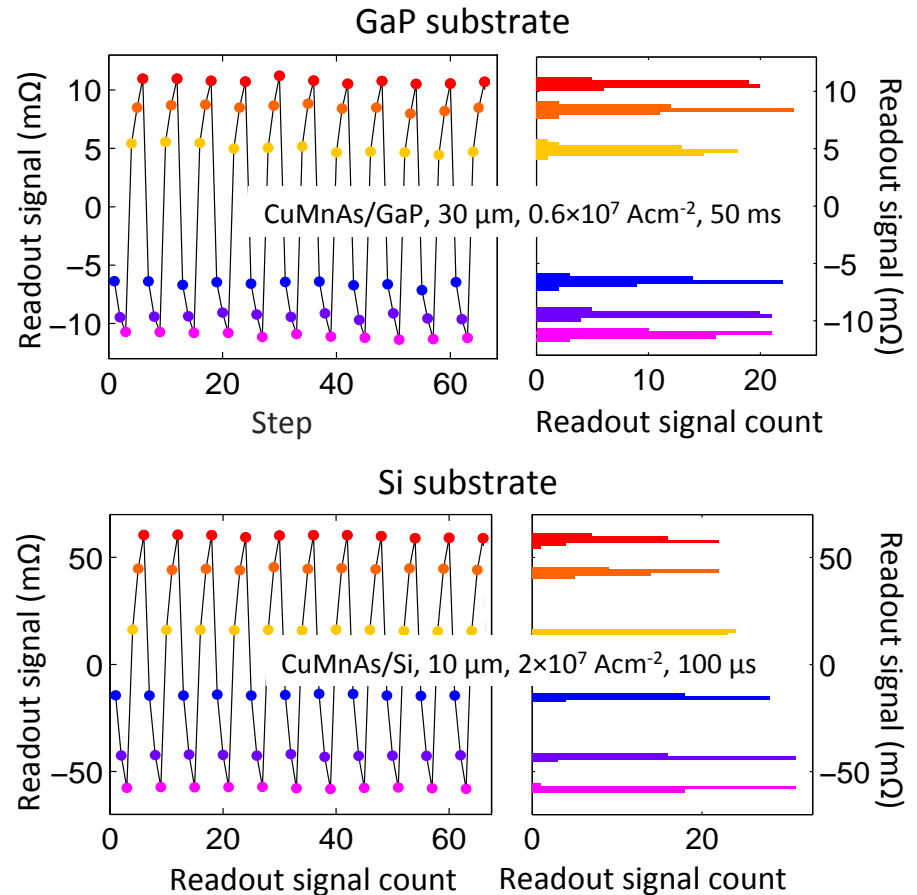 GaP substrate
Readout signal (mΩ)
10
5
0
−5
−10
0
20
40
60
Step
10
5
0
−5
−10
Readout signal (mΩ)
0
10
20
Readout signal count
CuMnAs/GaP, 30 μm, 0.6×10⁷ Acm⁻², 50 ms
Si substrate
Readout signal (mΩ)
50
0
−50
0
20
40
60
Readout signal count
50
0
−50
Readout signal (mΩ)
0
20
Readout signal count
CuMnAs/Si, 10 μm, 2×10⁷ Acm⁻², 100 μs